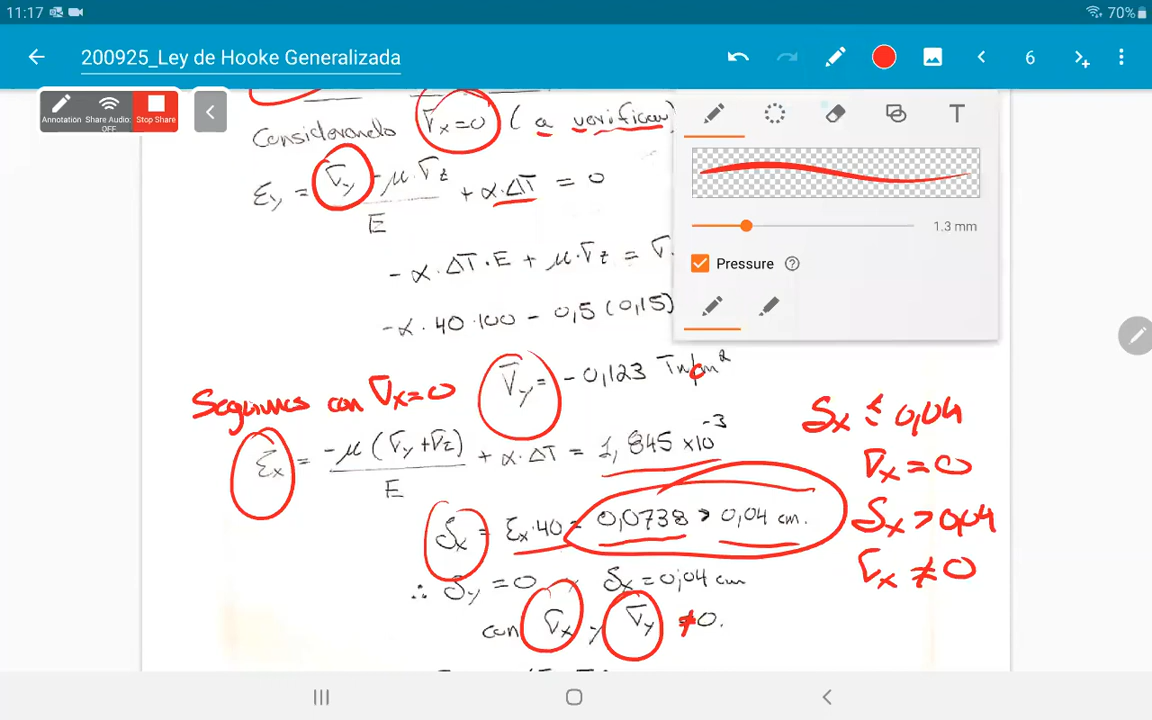 11:17 70%
200925_Ley de Hooke Generalizada 6
Annotation Share Audio: OFF Stop Share
T
1.3 mm
Pressure
Considerando σx=0 (a verificar)
εy = σy - μ.σz / E + α.ΔT = 0
-α.ΔT.E + μ.σz = σ
-α.40.100 - 0,5 (0,15)
σy = -0,123 Tn/cm²
Seguimos con σx=0
εx = -μ (σy+σz) / E + α.ΔT = 1,845 x10⁻³
δx = εx.40 = 0,0738 > 0,04 cm.
∴ δy =0 y δx =0,04 cm
con σx y σy ≠0.
δx ≤ 0,04
σx = 0
δx > 0,04
σx ≠ 0